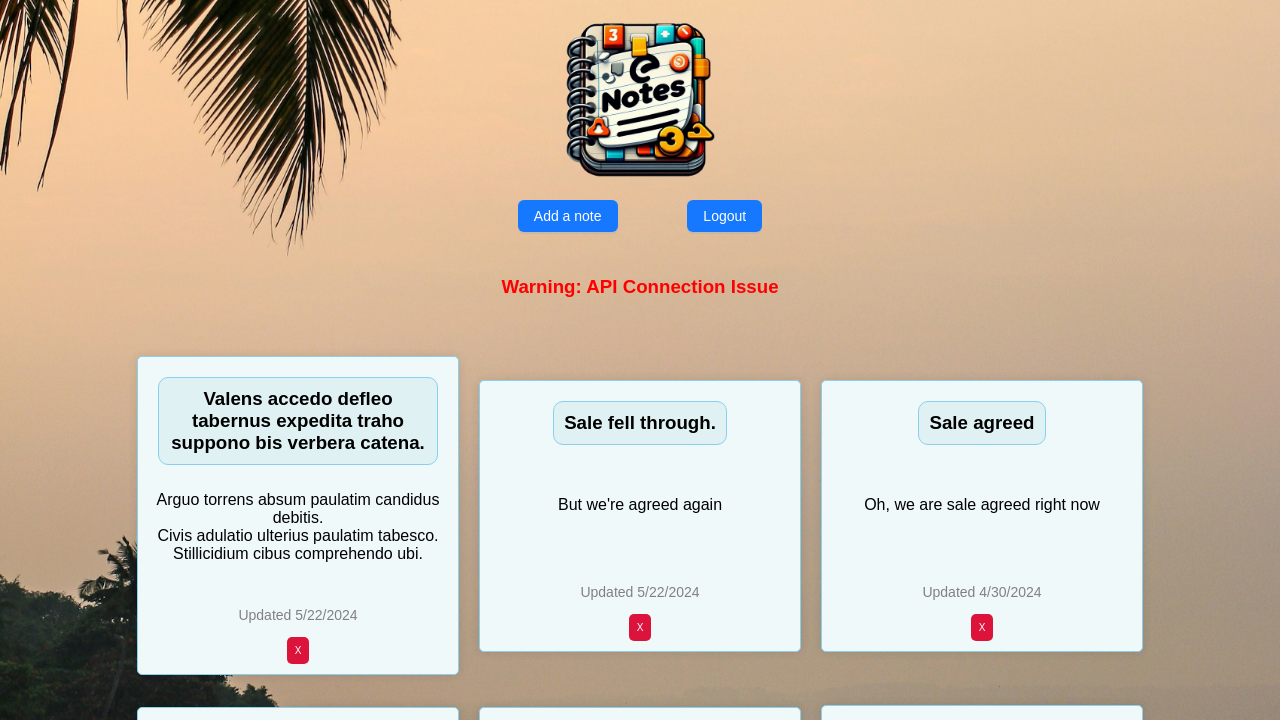 3
e
Notes
3
Add a note
Logout
Warning: API Connection Issue
Valens accedo defleo
tabernus expedita traho
suppono bis verbera catena.
Arguo torrens absum paulatim candidus
debitis.
Civis adulatio ulterius paulatim tabesco.
Stillicidium cibus comprehendo ubi.
Updated 5/22/2024
X
Sale fell through.
But we're agreed again
Updated 5/22/2024
X
Sale agreed
Oh, we are sale agreed right now
Updated 4/30/2024
X